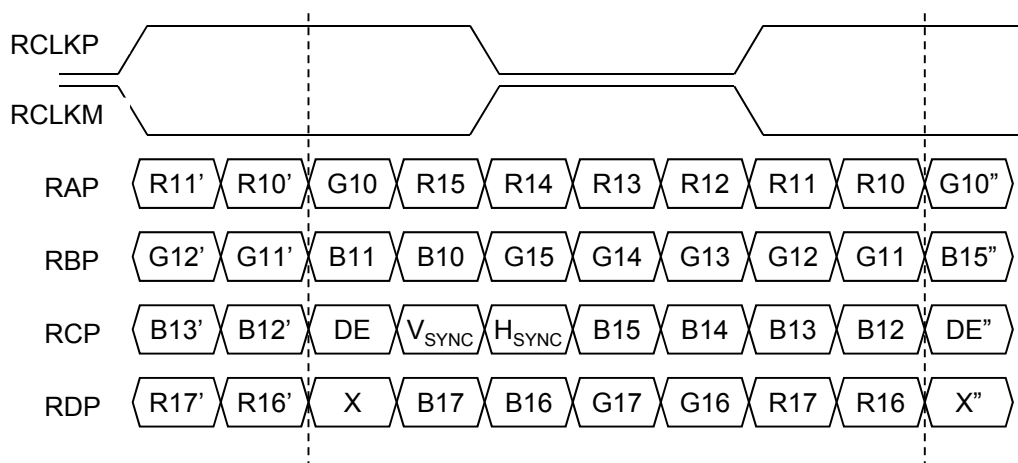 RCLKP
RCLKM
RAP R11’ R10’ G10 R15 R14 R13 R12 R11 R10 G10”
RBP G12’ G11’ B11 B10 G15 G14 G13 G12 G11 B15”
RCP B13’ B12’ DE VSYNC HSYNC B15 B14 B13 B12 DE”
RDP R17’ R16’ X B17 B16 G17 G16 R17 R16 X”